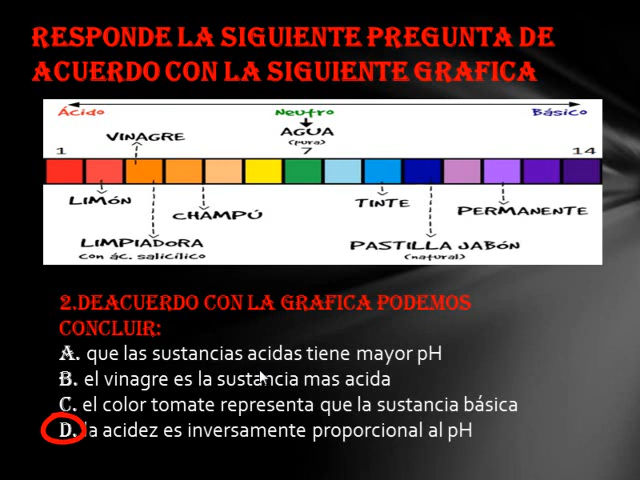 RESPONDE LA SIGUIENTE PREGUNTA DE
ACUERDO CON LA SIGUIENTE GRAFICA
Ácido Neutro Básico
VINAGRE AGUA
(pura)
1 7 14
LIMÓN TINTE PERMANENTE
CHAMPÚ
LIMPIADORA PASTILLA JABÓN
con ác. salicílico (natural)
2.DEACUERDO CON LA GRAFICA PODEMOS
CONCLUIR:
A. que las sustancias acidas tiene mayor pH
B. el vinagre es la sustancia mas acida
C. el color tomate representa que la sustancia básica
D. la acidez es inversamente proporcional al pH